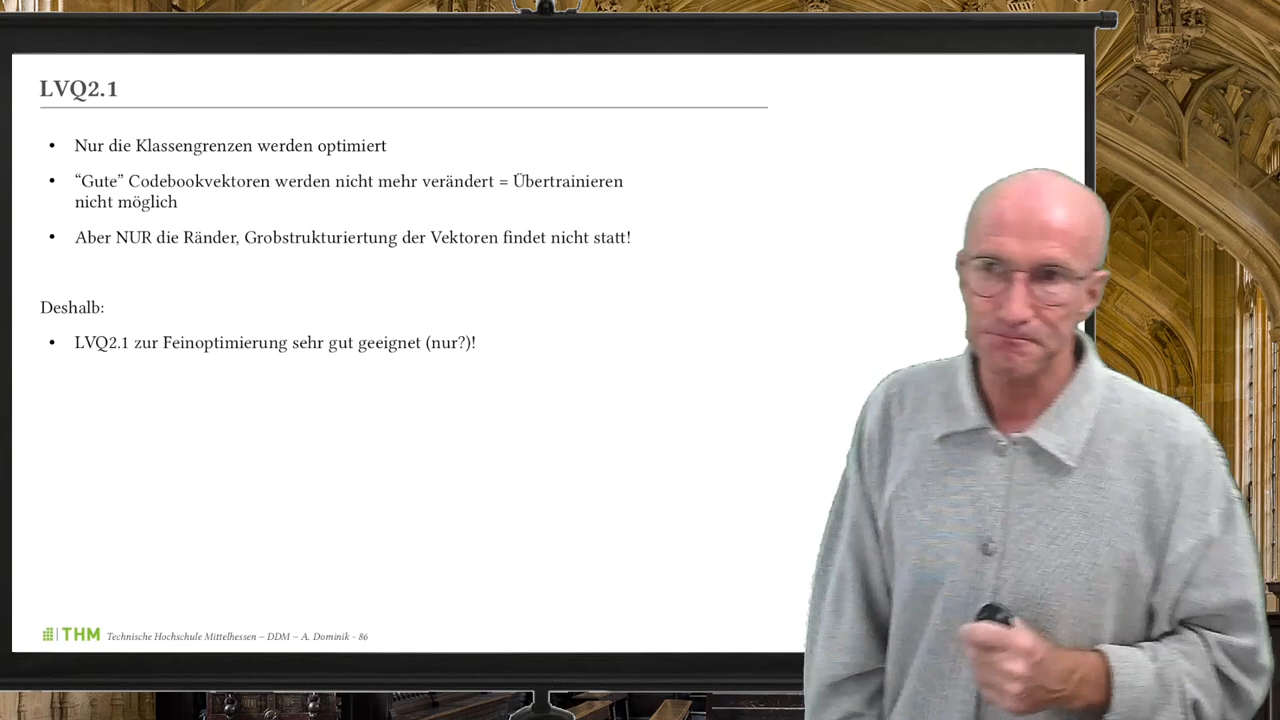 LVQ2.1
• Nur die Klassengrenzen werden optimiert
• “Gute” Codebookvektoren werden nicht mehr verändert = Übertrainieren
nicht möglich
• Aber NUR die Ränder, Grobstrukturiertung der Vektoren findet nicht statt!
Deshalb:
• LVQ2.1 zur Feinoptimierung sehr gut geeignet (nur?)!
THM Technische Hochschule Mittelhessen – DDM – A. Dominik - 86